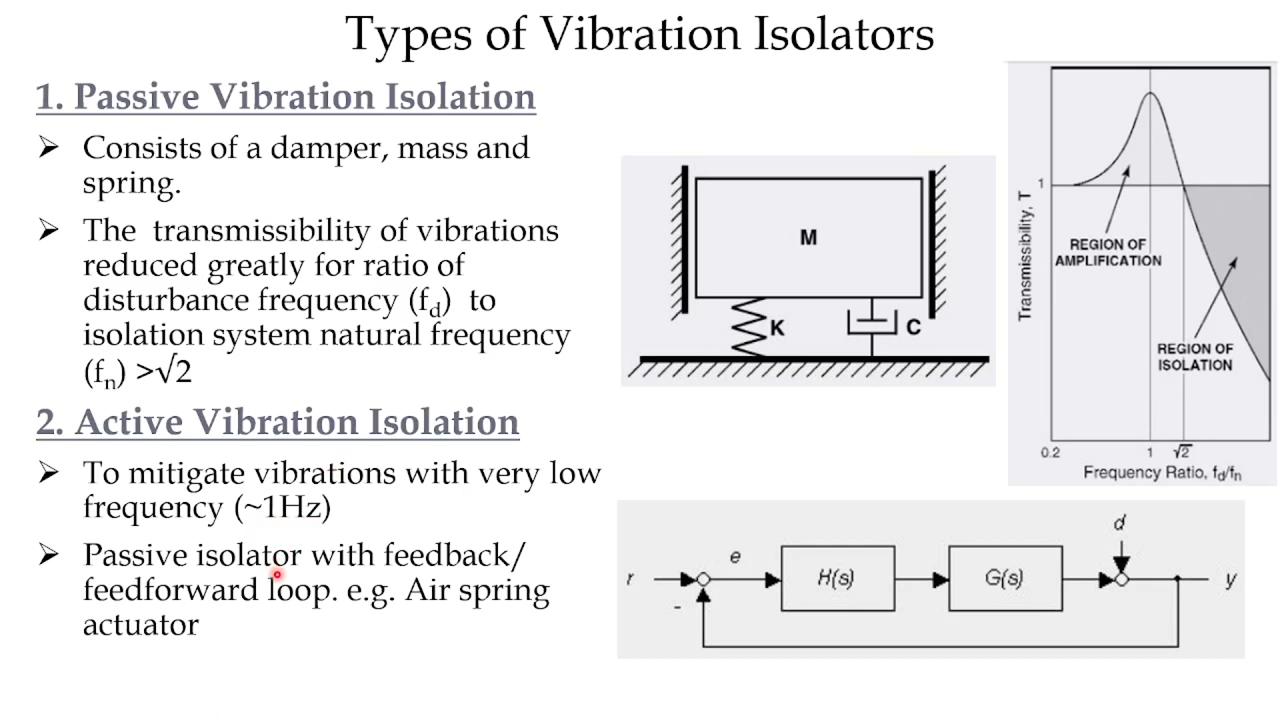 Types of Vibration Isolators
1. Passive Vibration Isolation
➢ Consists of a damper, mass and
spring.
➢ The transmissibility of vibrations
reduced greatly for ratio of
disturbance frequency (fd) to
isolation system natural frequency
(fn) >√2
2. Active Vibration Isolation
➢ To mitigate vibrations with very low
frequency (~1Hz)
➢ Passive isolator with feedback/
feedforward loop. e.g. Air spring
actuator
M
K
C
1
Transmissibility, T
REGION OF
AMPLIFICATION
REGION OF
ISOLATION
0.2 1 √2
Frequency Ratio, fd/fn
d
r e H(s) G(s) y
-